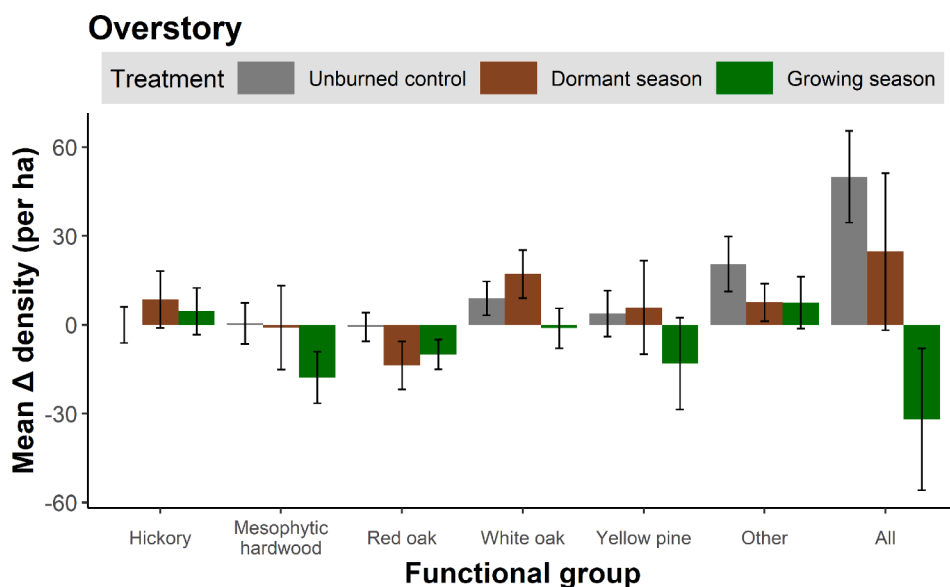 Overstory
Treatment Unburned control Dormant season Growing season
Mean Δ density (per ha)
60
30
0
-30
-60
Hickory
Mesophytic
hardwood
Red oak
White oak
Yellow pine
Other
All
Functional group